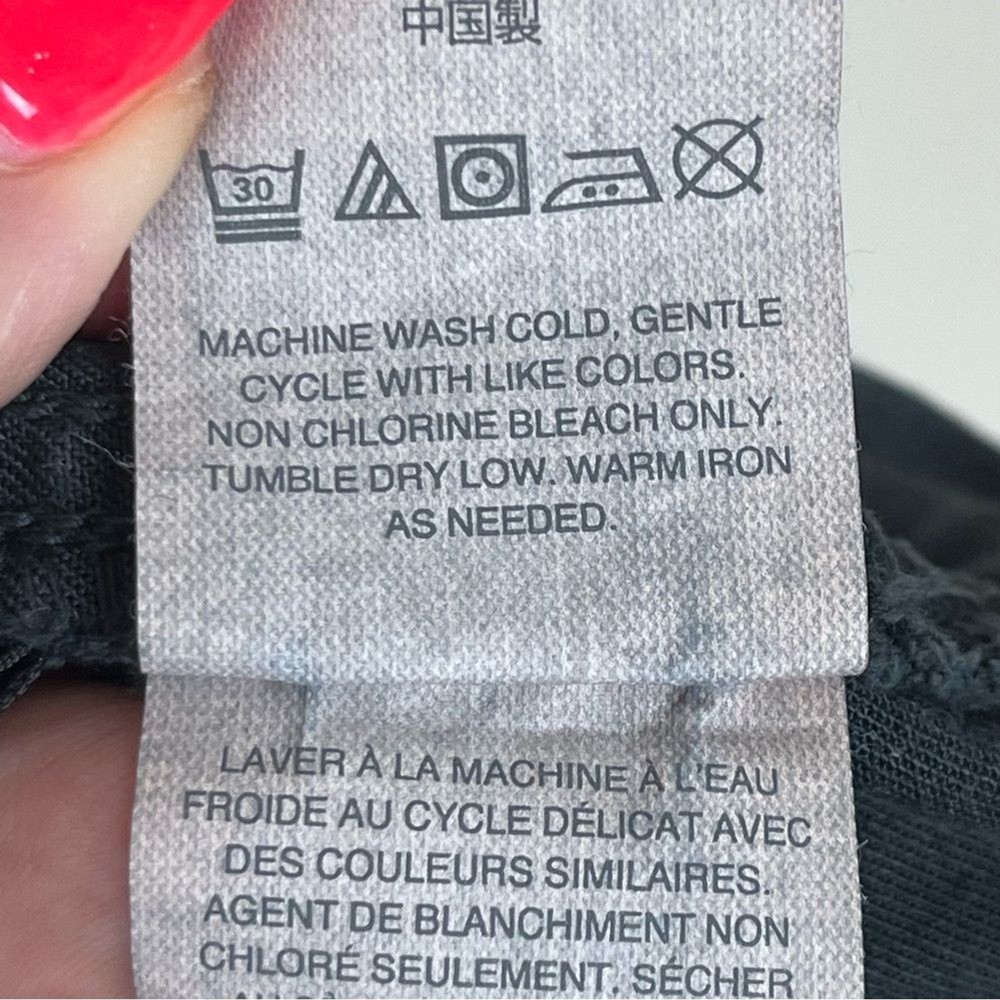 中国製
30
MACHINE WASH COLD, GENTLE
CYCLE WITH LIKE COLORS.
NON CHLORINE BLEACH ONLY.
TUMBLE DRY LOW. WARM IRON
AS NEEDED.
LAVER À LA MACHINE À L'EAU
FROIDE AU CYCLE DÉLICAT AVEC
DES COULEURS SIMILAIRES.
AGENT DE BLANCHIMENT NON
CHLORÉ SEULEMENT. SÉCHER